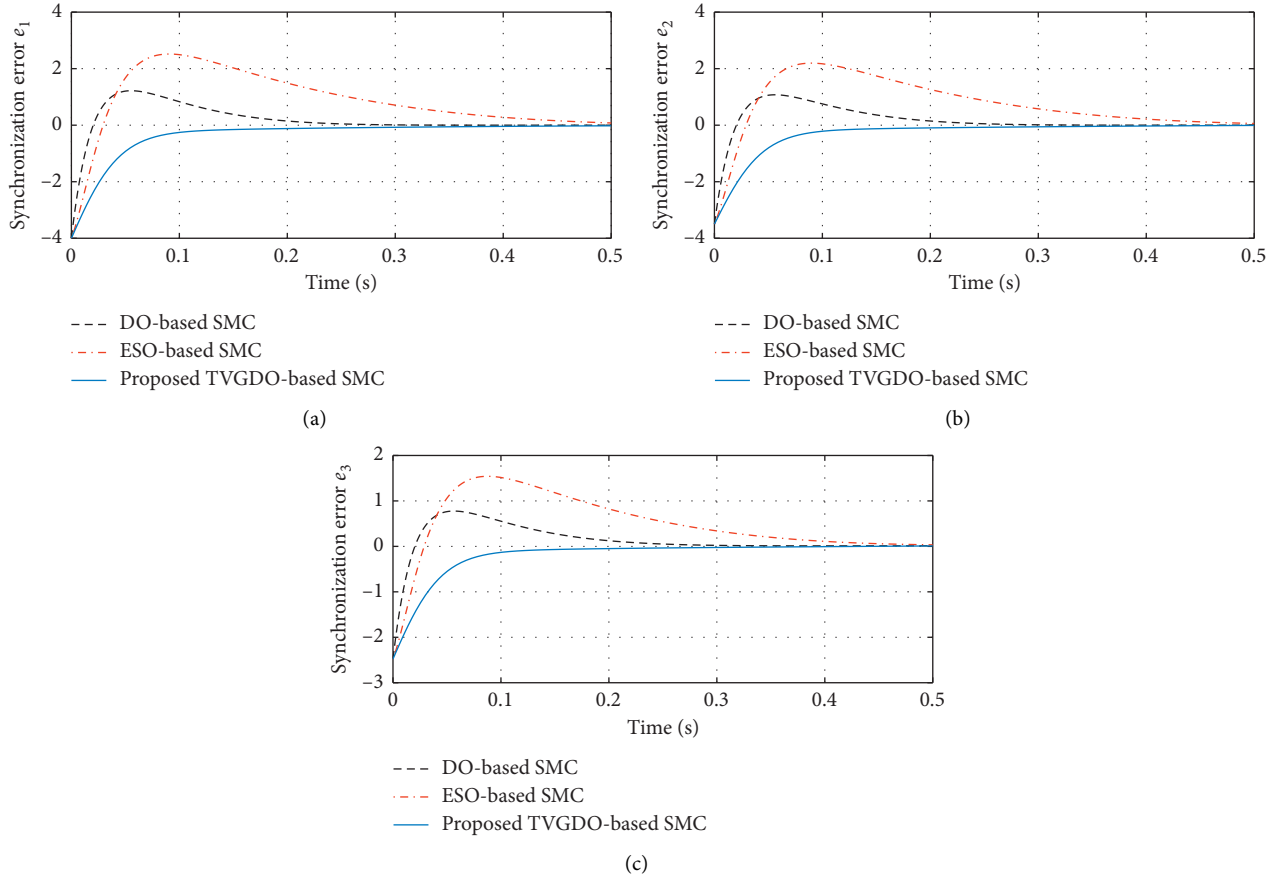 Synchronization error e1
4
2
0
−2
−4
0
0.1
0.2
0.3
0.4
0.5
Time (s)
DO-based SMC
ESO-based SMC
Proposed TVGDO-based SMC
(a)
Synchronization error e2
4
2
0
−2
−4
0
0.1
0.2
0.3
0.4
0.5
Time (s)
DO-based SMC
ESO-based SMC
Proposed TVGDO-based SMC
(b)
Synchronization error e3
2
1
0
−1
−2
−3
0
0.1
0.2
0.3
0.4
0.5
Time (s)
DO-based SMC
ESO-based SMC
Proposed TVGDO-based SMC
(c)